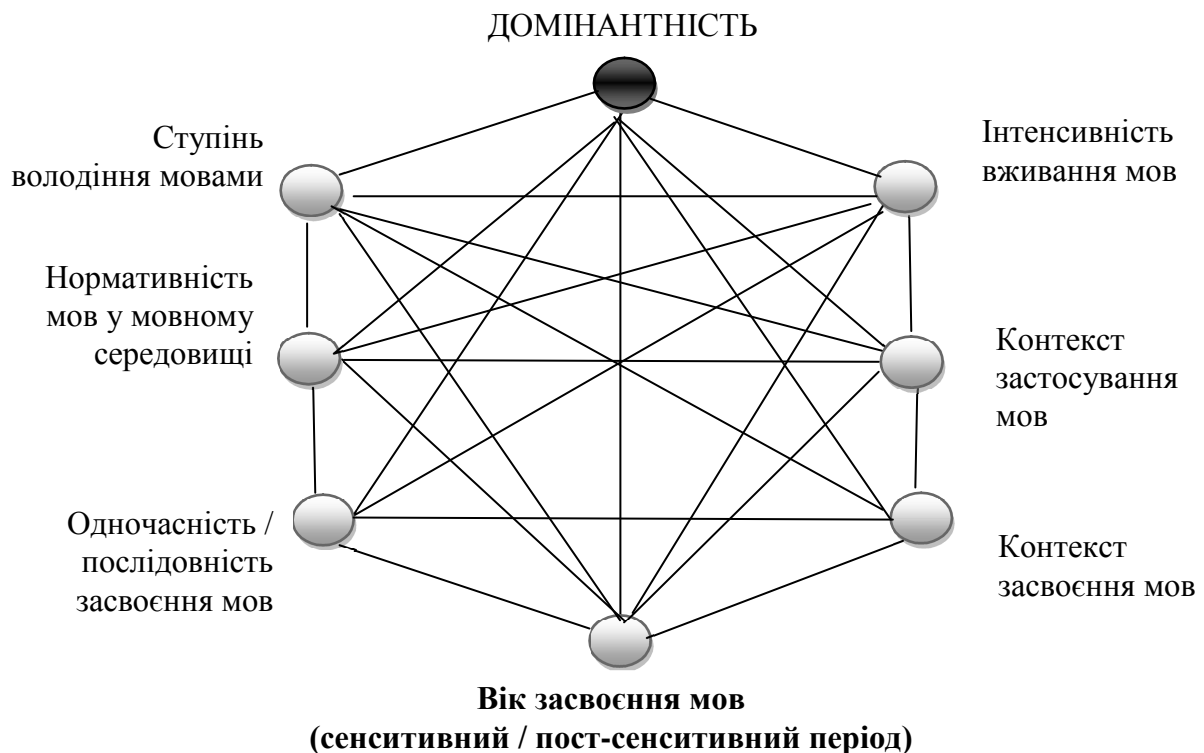 ДОМІНАНТНІСТЬ
Ступінь
володіння мовами
Інтенсивність
вживання мов
Нормативність
мов у мовному
середовищі
Контекст
застосування
мов
Одночасність /
послідовність
засвоєння мов
Контекст
засвоєння мов
Вік засвоєння мов
(сенситивний / пост-сенситивний період)